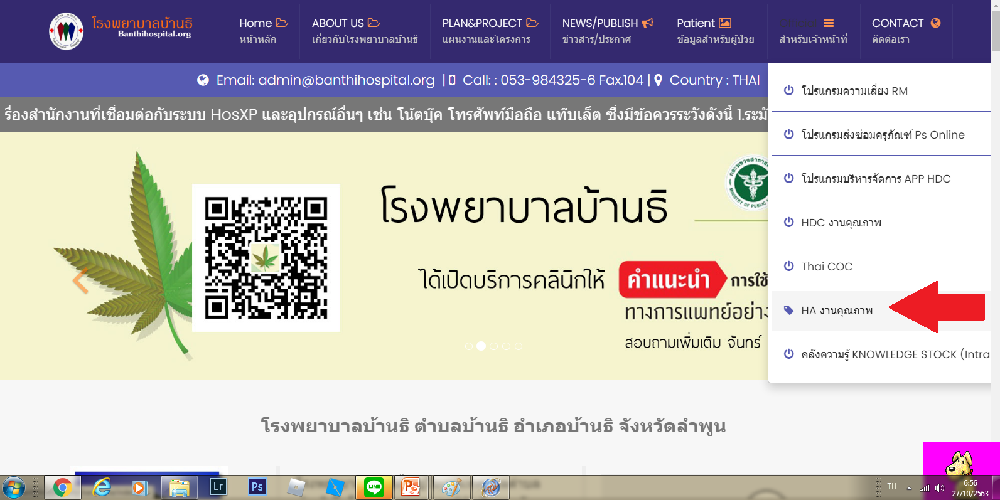 โรงพยาบาลบ้านธิ
Banthihospital.org
Home
หน้าหลัก
ABOUT US
เกี่ยวกับโรงพยาบาลบ้านธิ
PLAN&PROJECT
แผนงานและโครงการ
NEWS/PUBLISH
ข่าวสาร/ประกาศ
Patient
ข้อมูลสำหรับผู้ป่วย
สำหรับเจ้าหน้าที่
CONTACT
ติดต่อเรา
Email: admin@banthihospital.org | Call: : 053-984325-6 Fax.104 | Country : THAI
รื่องสำนักงานที่เชื่อมต่อกับระบบ HosXP และอุปกรณ์อื่นๆ เช่น โน้ตบุ๊ค โทรศัพท์มือถือ แท๊บเล็ต ซึ่งมีข้อควรระวังดังนี้ 1.ระมั
โปรแกรมความเสี่ยง RM
โปรแกรมส่งซ่อมครุภัณฑ์ Ps Online
โปรแกรมบริหารจัดการ APP HDC
HDC งานคุณภาพ
Thai COC
HA งานคุณภาพ
คลังความรู้ KNOWLEDGE STOCK (Intra
โรงพยาบาลบ้านธิ
ได้เปิดบริการคลินิกให้ คำแนะนำ การใช้
ทางการแพทย์อย่าง
สอบถามเพิ่มเติม จันทร์
โรงพยาบาลบ้านธิ ตำบลบ้านธิ อำเภอบ้านธิ จังหวัดลำพูน
Lr
Ps
LINE
TH
6:56
27/10/2563